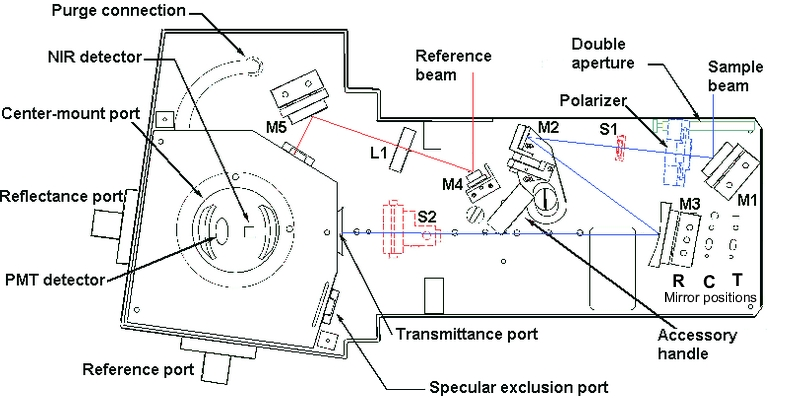 Purge connection
NIR detector
Center-mount port
Reflectance port
PMT detector
Reference port
M5
L1
Reference
beam
M4
M2
S1
Double
aperture
Polarizer
Sample
beam
M1
M3
S2
R C T
Mirror positions
Transmittance port
Accessory
handle
Specular exclusion port